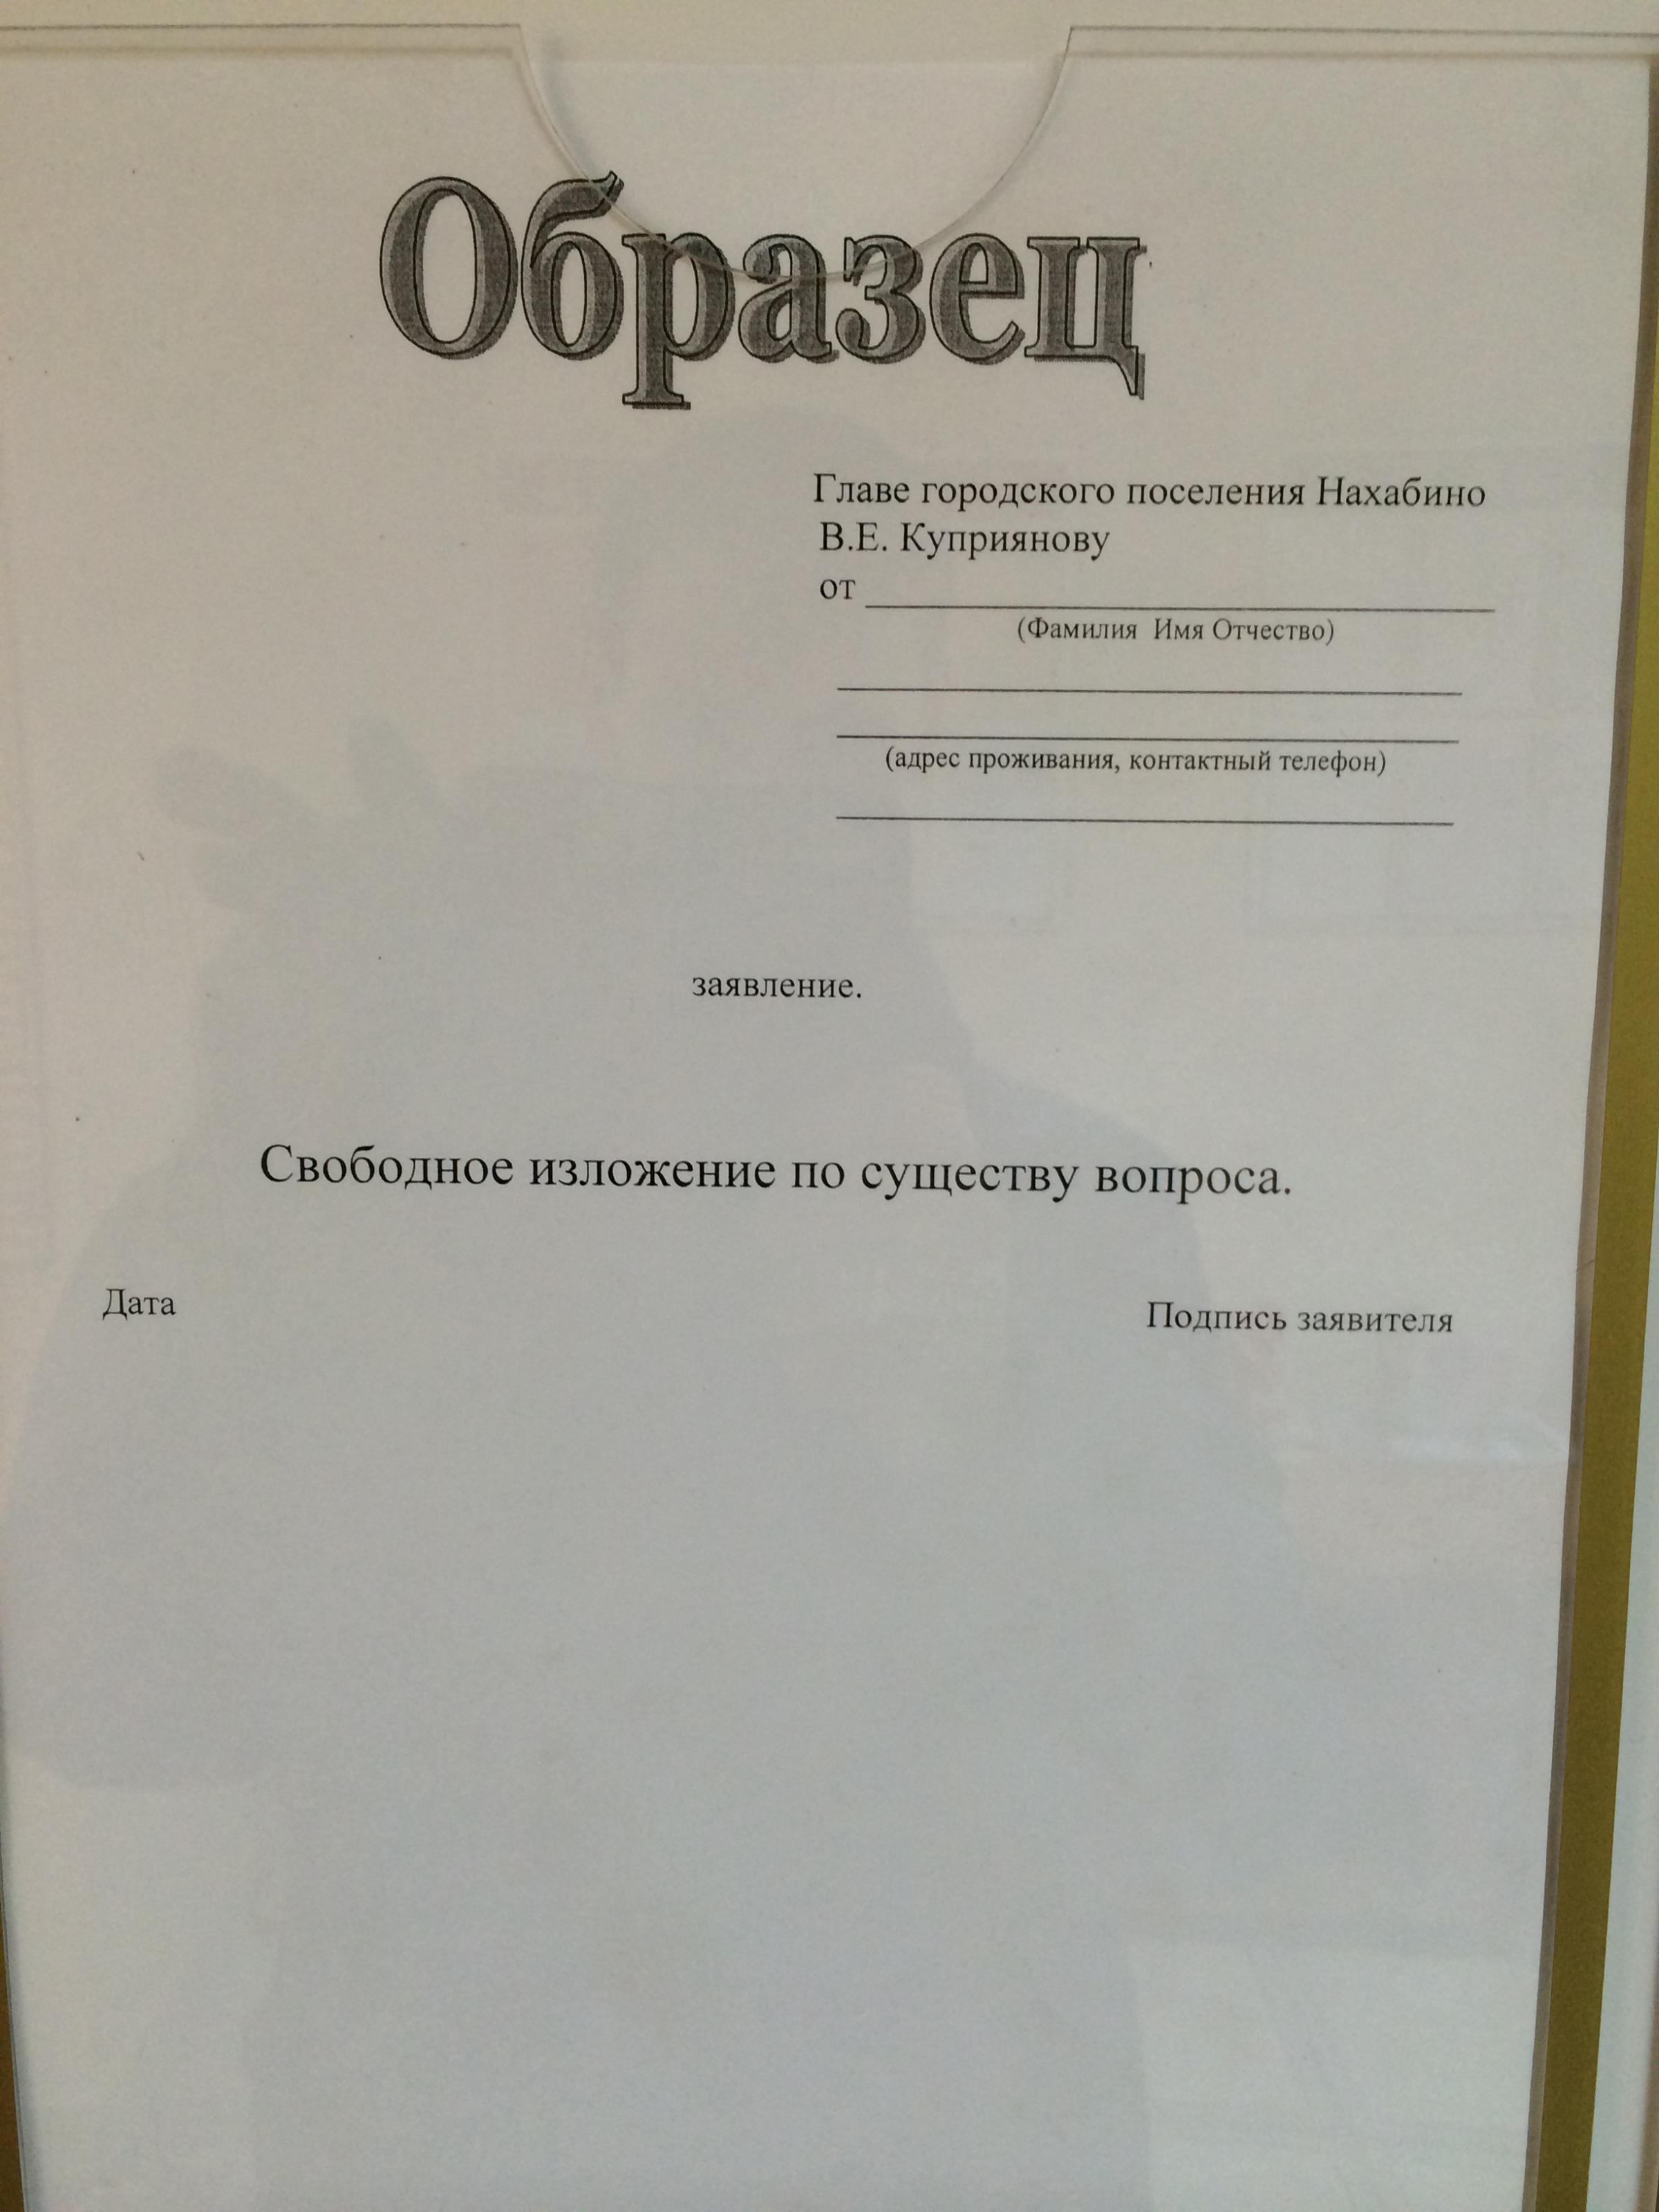 Образец
Главе городского поселения Нахабино
В.Е. Куприянову
от
(Фамилия Имя Отчество)
(адрес проживания, контактный телефон)
заявление.
Свободное изложение по существу вопроса.
Дата
Подпись заявителя